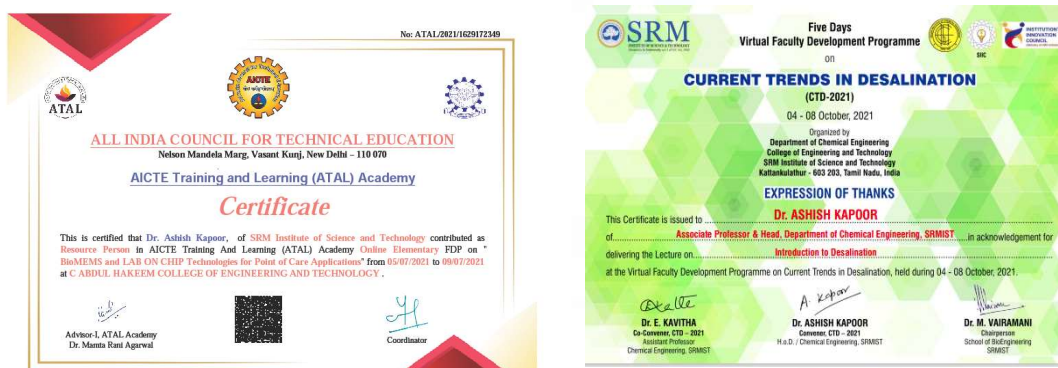 No: ATAL/2021/1629172349
ATAL
AICTE
ALL INDIA COUNCIL FOR TECHNICAL EDUCATION
Nelson Mandela Marg, Vasant Kunj, New Delhi – 110 070
AICTE Training and Learning (ATAL) Academy
Certificate
This is certified that Dr. Ashish Kapoor, of SRM Institute of Science and Technology contributed as
Resource Person in AICTE Training And Learning (ATAL) Academy Online Elementary FDP on "
BioMEMS and LAB ON CHIP Technologies for Point of Care Applications" from 05/07/2021 to 09/07/2021
at C ABDUL HAKEEM COLLEGE OF ENGINEERING AND TECHNOLOGY .
Advisor-I, ATAL Academy
Dr. Mamta Rani Agarwal
Coordinator
SRM
INSTITUTE OF SCIENCE & TECHNOLOGY
Five Days
Virtual Faculty Development Programme
on
SIIC
INSTITUTION'S
INNOVATION
COUNCIL
CURRENT TRENDS IN DESALINATION
(CTD-2021)
04 - 08 October, 2021
Organized by
Department of Chemical Engineering
College of Engineering and Technology
SRM Institute of Science and Technology
Kattankulathur - 603 203, Tamil Nadu, India
EXPRESSION OF THANKS
This Certificate is issued to Dr. ASHISH KAPOOR
of Associate Professor & Head, Department of Chemical Engineering, SRMIST in acknowledgement for
delivering the Lecture on Introduction to Desalination
at the Virtual Faculty Development Programme on Current Trends in Desalination, held during 04 - 08 October, 2021.
A. Kapoor
Dr. E. KAVITHA
Co-Convener, CTD – 2021
Assistant Professor
Chemical Engineering, SRMIST
Dr. ASHISH KAPOOR
Convener, CTD – 2021
H.o.D. / Chemical Engineering, SRMIST
Dr. M. VAIRAMANI
Chairperson
School of BioEngineering
SRMIST